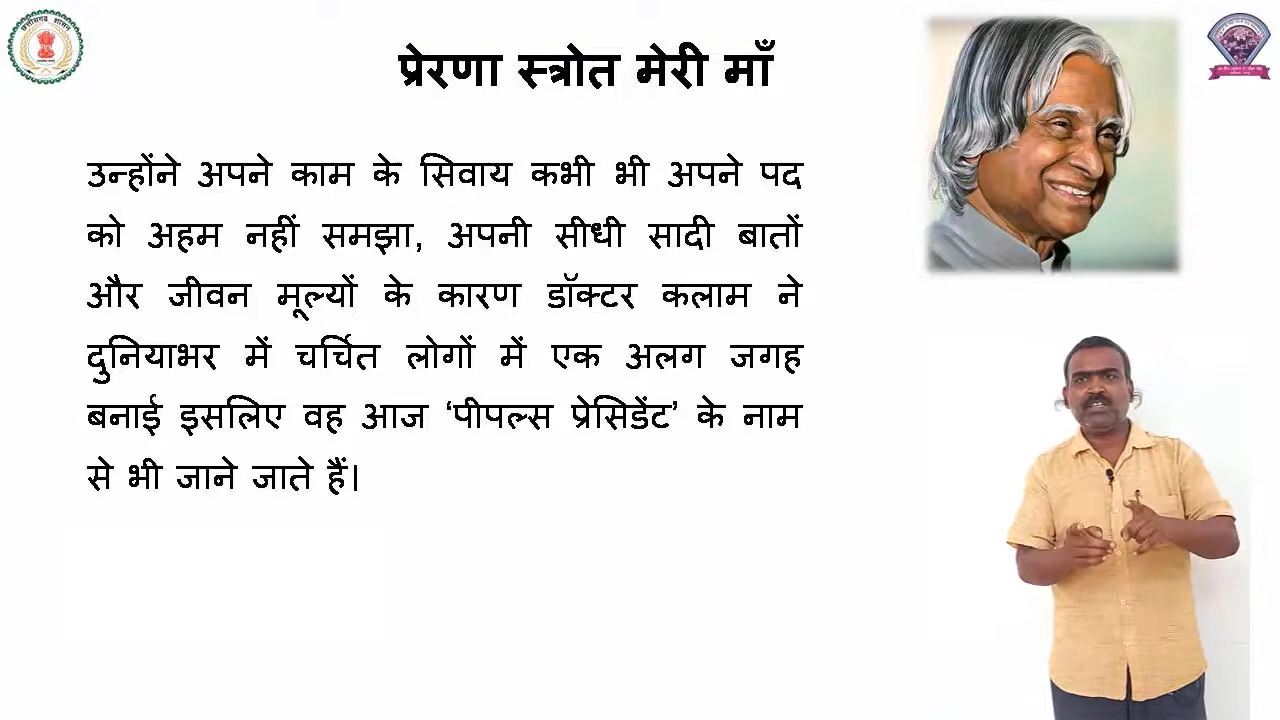 प्रेरणा स्त्रोत मेरी माँ
उन्होंने अपने काम के सिवाय कभी भी अपने पद
को अहम नहीं समझा, अपनी सीधी सादी बातों
और जीवन मूल्यों के कारण डॉक्टर कलाम ने
दुनियाभर में चर्चित लोगों में एक अलग जगह
बनाई इसलिए वह आज ‘पीपल्स प्रेसिडेंट’ के नाम
से भी जाने जाते हैं।